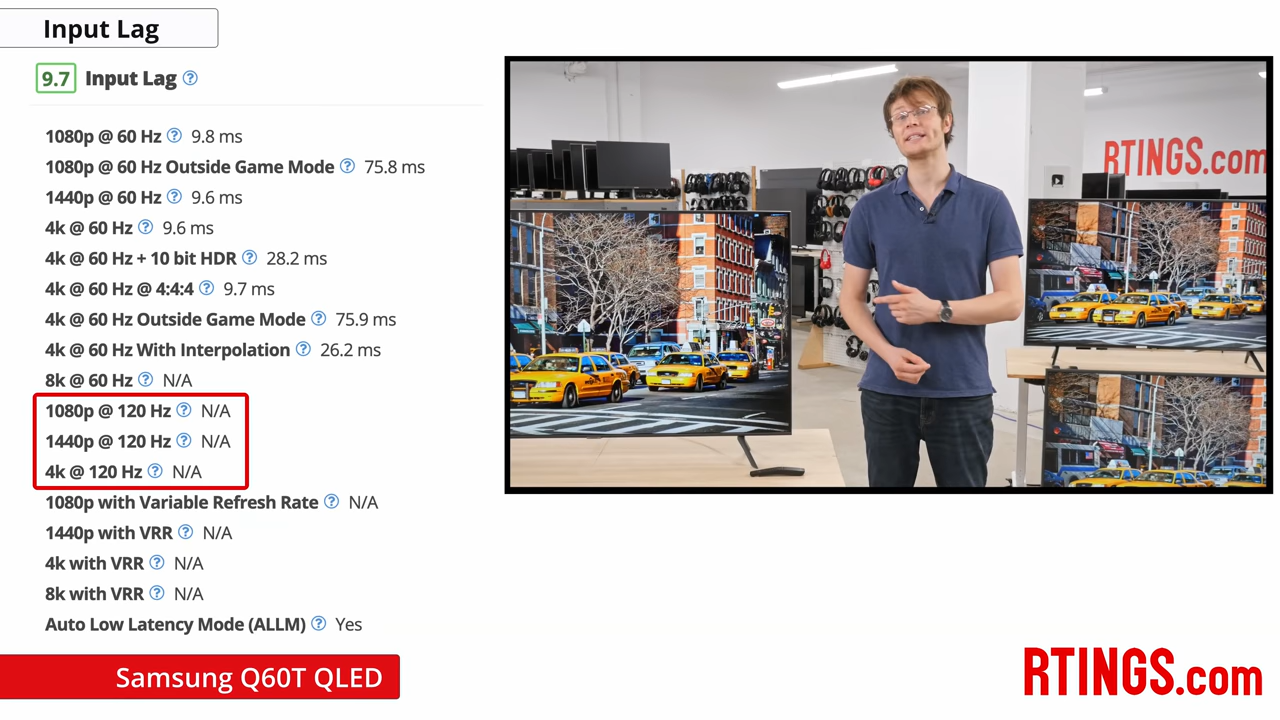 Input Lag
9.7 Input Lag ?
1080p @ 60 Hz ? 9.8 ms
1080p @ 60 Hz Outside Game Mode ? 75.8 ms
1440p @ 60 Hz ? 9.6 ms
4k @ 60 Hz ? 9.6 ms
4k @ 60 Hz + 10 bit HDR ? 28.2 ms
4k @ 60 Hz @ 4:4:4 ? 9.7 ms
4k @ 60 Hz Outside Game Mode ? 75.9 ms
4k @ 60 Hz With Interpolation ? 26.2 ms
8k @ 60 Hz ? N/A
1080p @ 120 Hz ? N/A
1440p @ 120 Hz ? N/A
4k @ 120 Hz ? N/A
1080p with Variable Refresh Rate ? N/A
1440p with VRR ? N/A
4k with VRR ? N/A
8k with VRR ? N/A
Auto Low Latency Mode (ALLM) ? Yes
Samsung Q60T QLED
RTINGS.com
RTINGS.com